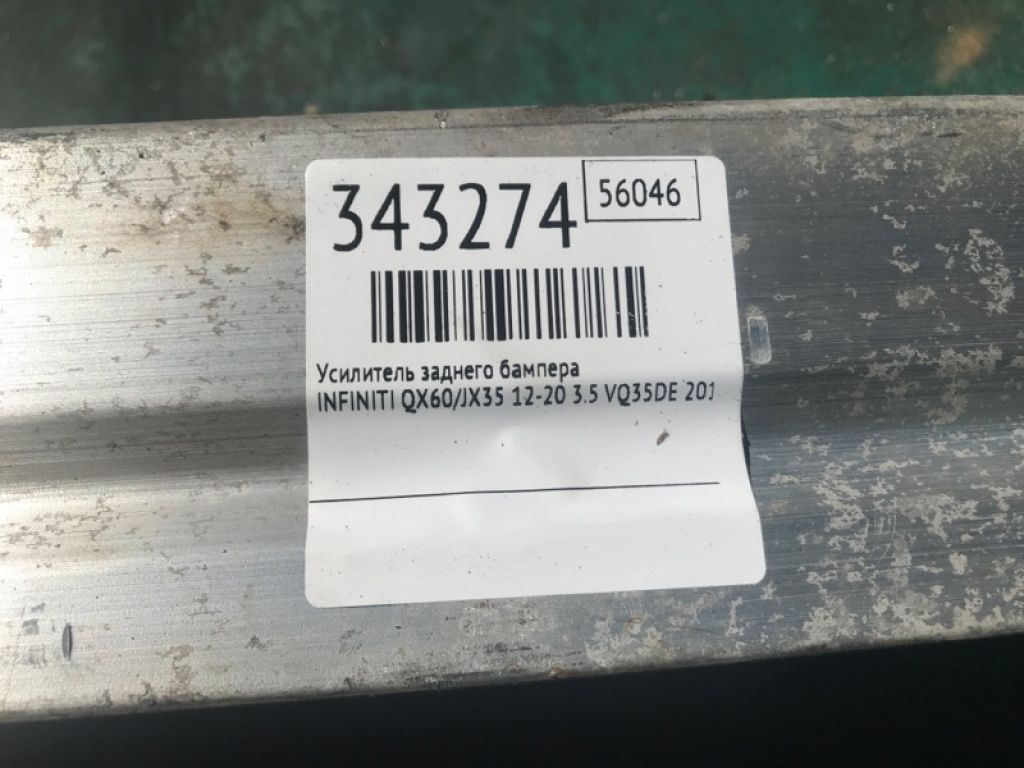 343274
56046
Усилитель заднего бампера
INFINITI QX60/JX35 12-20 3.5 VQ35DE 201